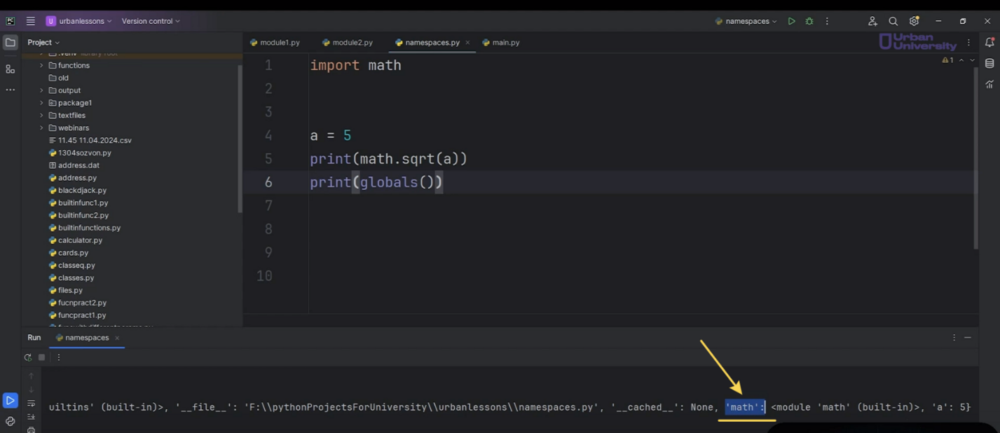 PC
U urbanlessons
Version control
namespaces
Project
module1.py
module2.py
namespaces.py
main.py
Urban
University
.venv library root
functions
old
output
package1
textfiles
webinars
11.45 11.04.2024.csv
1304sozvon.py
address.dat
address.py
blackdjack.py
builtinfunc1.py
builtinfunc2.py
builtinfunctions.py
calculator.py
cards.py
classeq.py
classes.py
files.py
fucnpract2.py
funcpract1.py
1
1 import math
2
3
4 a = 5
5 print(math.sqrt(a))
6 print(globals())
7
8
9
10
Run
namespaces
uiltins' (built-in)>, '__file__': 'F:\\pythonProjectsForUniversity\\urbanlessons\\namespaces.py', '__cached__': None, 'math': <module 'math' (built-in)>, 'a': 5}